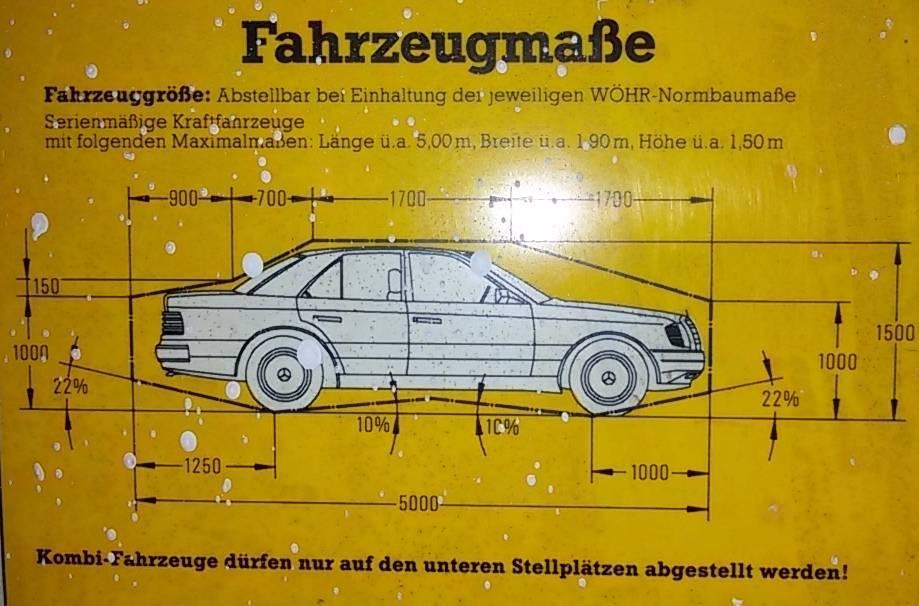 Fahrzeugmaße
Fahrzeuggröße: Abstellbar bei Einhaltung der jeweiligen WÖHR-Normbaumaße
Serienmäßige Kraftfahrzeuge
mit folgenden Maximalmaßen: Länge ü.a. 5,00 m, Breite ü.a. 1,90 m, Höhe ü.a. 1,50 m
900 700 1700 1700
150
1500
1000 1000
22% 22%
10% 10%
1250 1000
5000
Kombi-Fahrzeuge dürfen nur auf den unteren Stellplätzen abgestellt werden!